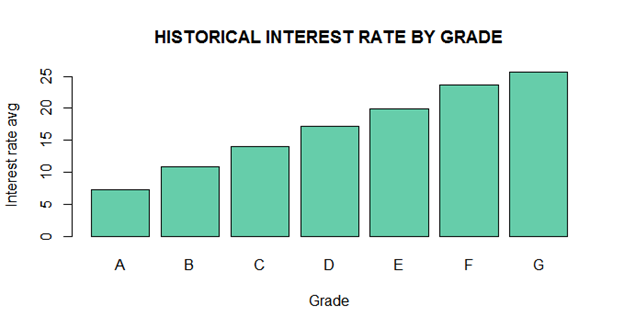 HISTORICAL INTEREST RATE BY GRADE
Interest rate avg
25
20
15
10
5
0
A B C D E F G
Grade